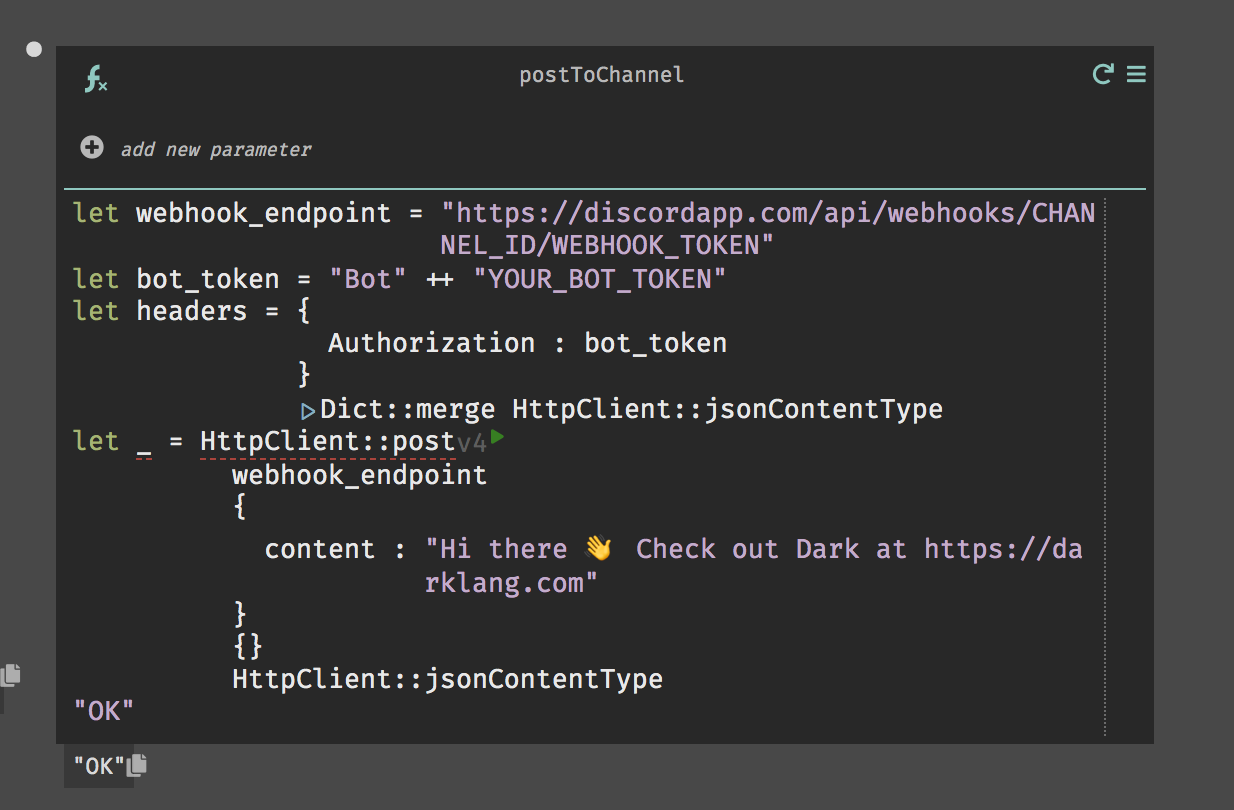 fx
postToChannel
add new parameter
let webhook_endpoint = "https://discordapp.com/api/webhooks/CHAN
NEL_ID/WEBHOOK_TOKEN"
let bot_token = "Bot" ++ "YOUR_BOT_TOKEN"
let headers = {
Authorization : bot_token
}
▷Dict::merge HttpClient::jsonContentType
let _ = HttpClient::postv4
webhook_endpoint
{
content : "Hi there 👋 Check out Dark at https://da
rklang.com"
}
{}
HttpClient::jsonContentType
"OK"
"OK"